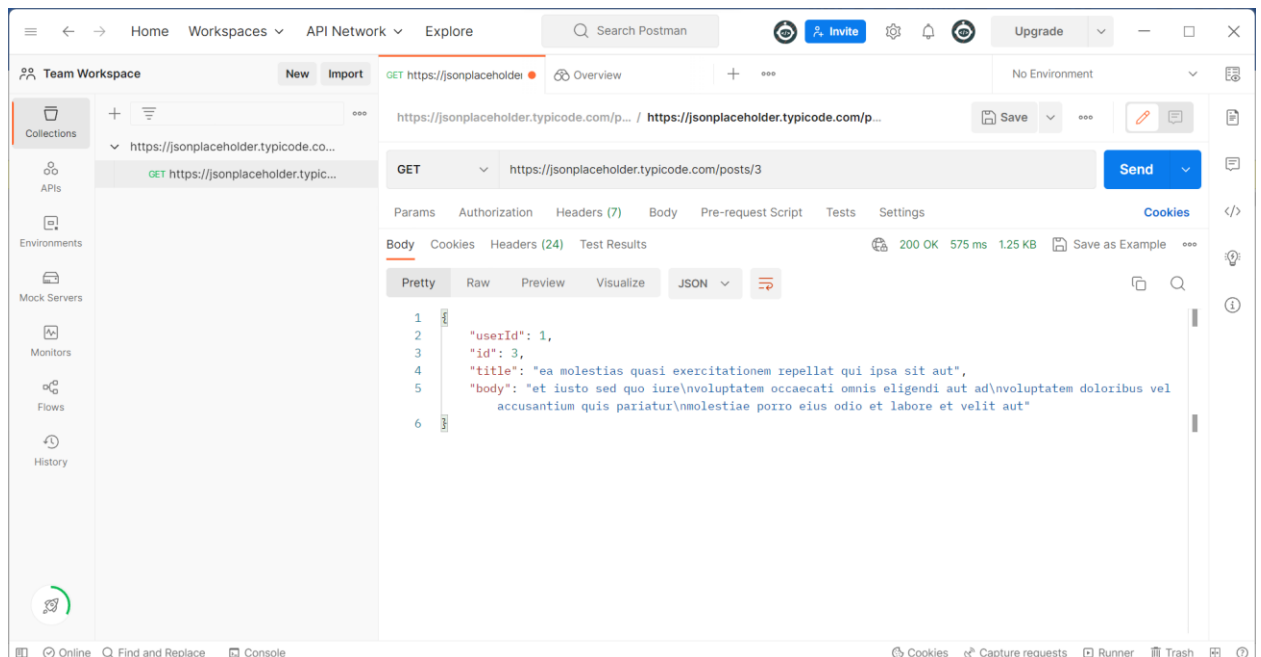 Home Workspaces API Network Explore Search Postman Invite Upgrade
Team Workspace New Import GET https://jsonplaceholder Overview No Environment
Collections
APIs
Environments
Mock Servers
Monitors
Flows
History
https://jsonplaceholder.typicode.co...
GET https://jsonplaceholder.typic...
https://jsonplaceholder.typicode.com/p... / https://jsonplaceholder.typicode.com/p... Save
GET https://jsonplaceholder.typicode.com/posts/3 Send
Params Authorization Headers (7) Body Pre-request Script Tests Settings Cookies
Body Cookies Headers (24) Test Results 200 OK 575 ms 1.25 KB Save as Example
Pretty Raw Preview Visualize JSON
1 {
2 "userId": 1,
3 "id": 3,
4 "title": "ea molestias quasi exercitationem repellat qui ipsa sit aut",
5 "body": "et iusto sed quo iure\nvoluptatem occaecati omnis eligendi aut ad\nvoluptatem doloribus vel
accusantium quis pariatur\nmolestiae porro eius odio et labore et velit aut"
6 }
Online Find and Replace Console Cookies Capture requests Runner Trash